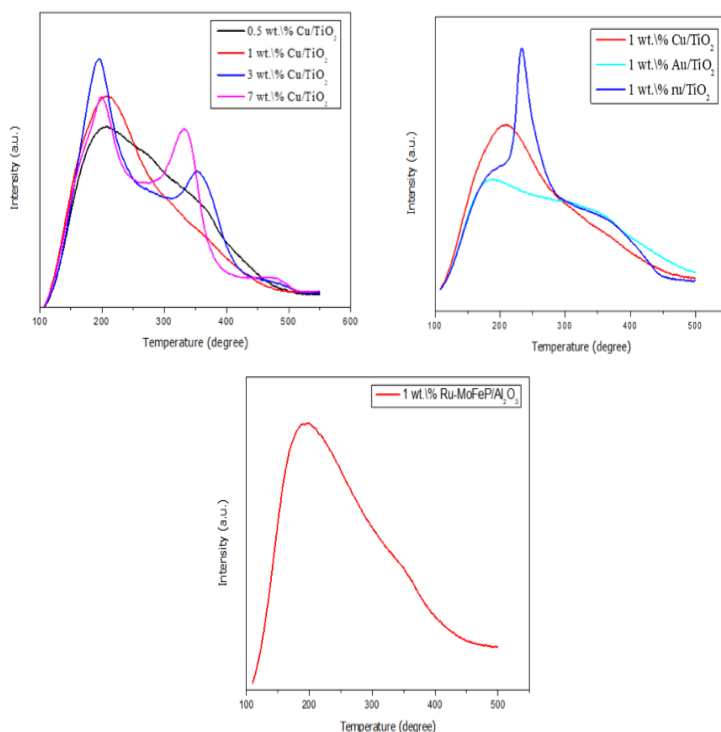 0.5 wt.\% Cu/TiO2
1 wt.\% Cu/TiO2
3 wt.\% Cu/TiO2
7 wt.\% Cu/TiO2
Intensity (a.u.)
100 200 300 400 500 600
Temperature (degree)
1 wt.\% Cu/TiO2
1 wt.\% Au/TiO2
1 wt.\% ru/TiO2
Intensity (a.u.)
100 200 300 400 500
Temperature (degree)
1 wt.\% Ru-MoFeP/Al2O3
Intensity (a.u.)
100 200 300 400 500
Temperature (degree)